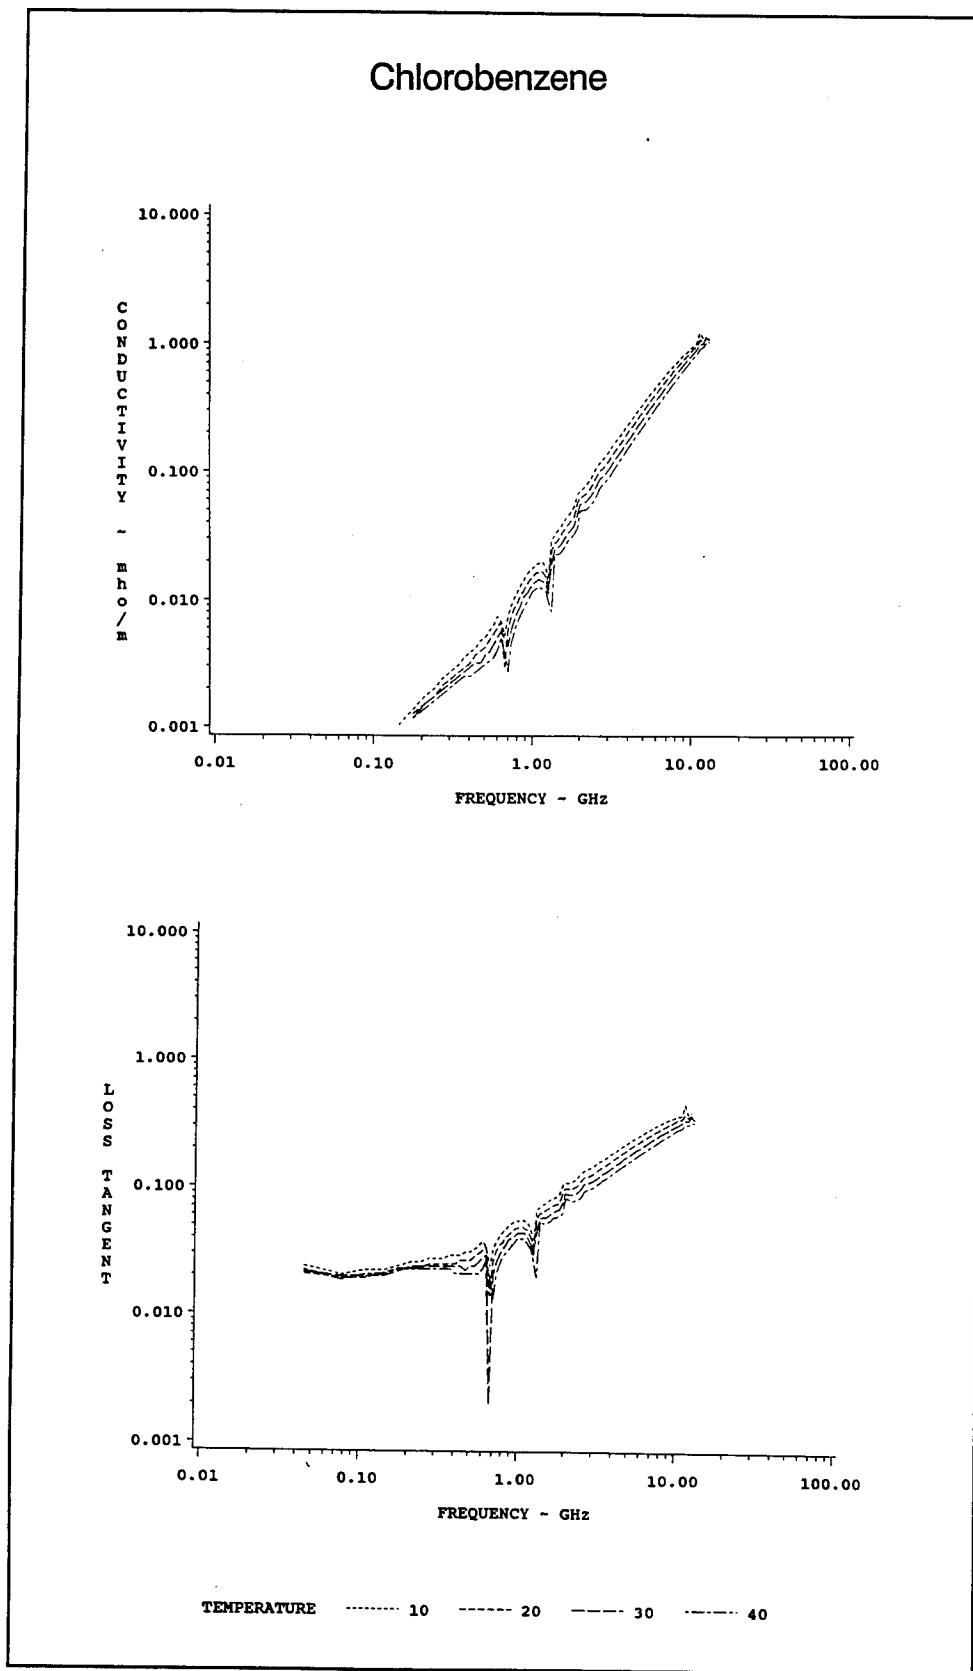 Chlorobenzene
10.000
1.000
0.100
0.010
0.001
CONDUCTIVITY ~ mho/m
0.01 0.10 1.00 10.00 100.00
FREQUENCY ~ GHz
10.000
1.000
0.100
0.010
0.001
LOSS TANGENT
0.01 0.10 1.00 10.00 100.00
FREQUENCY ~ GHz
TEMPERATURE 10 20 30 40